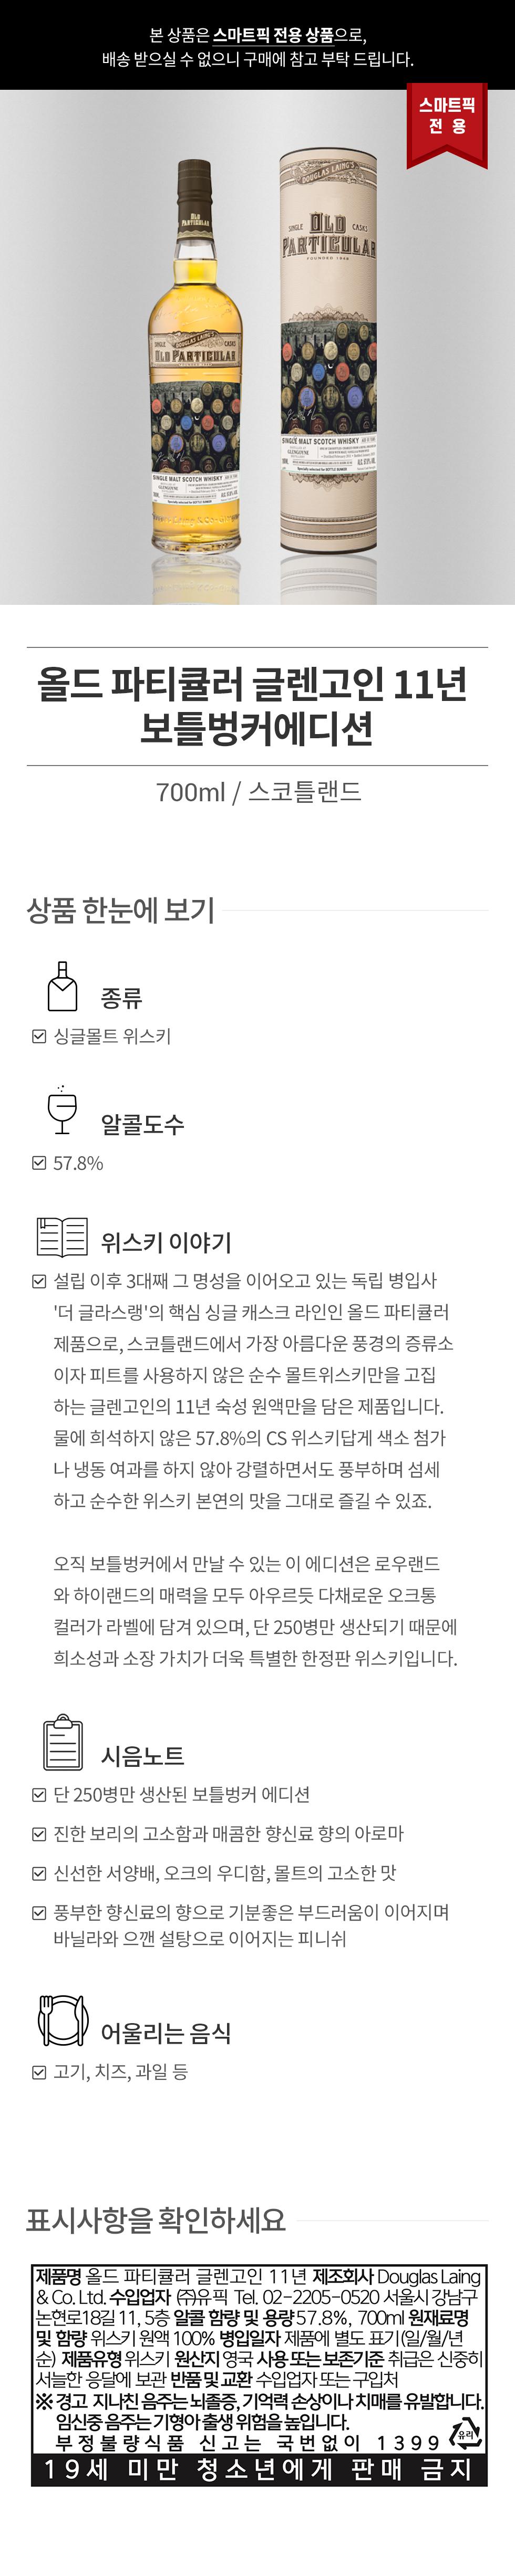 본 상품은 스마트픽 전용 상품으로,
배송 받으실 수 없으니 구매에 참고 부탁 드립니다.
스마트픽
전 용
OLD
PARTICULAR
DOUGLAS LAING'S
SINGLE CASKS
OLD PARTICULAR
SINGLE MALT SCOTCH WHISKY
GLENGOYNE
DOUGLAS LAING'S
SINGLE OLD CASKS
PARTICULAR
FOUNDED 1948
SINGLE MALT SCOTCH WHISKY
GLENGOYNE
올드 파티큘러 글렌고인 11년
보틀벙커에디션
700ml / 스코틀랜드
상품 한눈에 보기
종류
싱글몰트 위스키
알콜도수
57.8%
위스키 이야기
설립 이후 3대째 그 명성을 이어오고 있는 독립 병입사
'더 글라스랭'의 핵심 싱글 캐스크 라인인 올드 파티큘러
제품으로, 스코틀랜드에서 가장 아름다운 풍경의 증류소
이자 피트를 사용하지 않은 순수 몰트위스키만을 고집
하는 글렌고인의 11년 숙성 원액만을 담은 제품입니다.
물에 희석하지 않은 57.8%의 CS 위스키답게 색소 첨가
나 냉동 여과를 하지 않아 강렬하면서도 풍부하며 섬세
하고 순수한 위스키 본연의 맛을 그대로 즐길 수 있죠.
오직 보틀벙커에서 만날 수 있는 이 에디션은 로우랜드
와 하이랜드의 매력을 모두 아우르듯 다채로운 오크통
컬러가 라벨에 담겨 있으며, 단 250병만 생산되기 때문에
희소성과 소장 가치가 더욱 특별한 한정판 위스키입니다.
시음노트
단 250병만 생산된 보틀벙커 에디션
진한 보리의 고소함과 매콤한 향신료 향의 아로마
신선한 서양배, 오크의 우디함, 몰트의 고소한 맛
풍부한 향신료의 향으로 기분좋은 부드러움이 이어지며
바닐라와 으깬 설탕으로 이어지는 피니쉬
어울리는 음식
고기, 치즈, 과일 등
표시사항을 확인하세요
제품명 올드 파티큘러 글렌고인 11년 제조회사 Douglas Laing
& Co. Ltd. 수입업자 ㈜유픽 Tel. 02-2205-0520 서울시 강남구
논현로18길 11, 5층 알콜 함량 및 용량 57.8%, 700ml 원재료명
및 함량 위스키 원액 100% 병입일자 제품에 별도 표기(일/월/년
순) 제품유형 위스키 원산지 영국 사용 또는 보존기준 취급은 신중히
서늘한 응달에 보관 반품 및 교환 수입업자 또는 구입처
※ 경고 지나친 음주는 뇌졸중, 기억력 손상이나 치매를 유발합니다.
임신중 음주는 기형아 출생 위험을 높입니다.
부정불량식품 신고는 국번없이 1399
유리
19세 미만 청소년에게 판매 금지